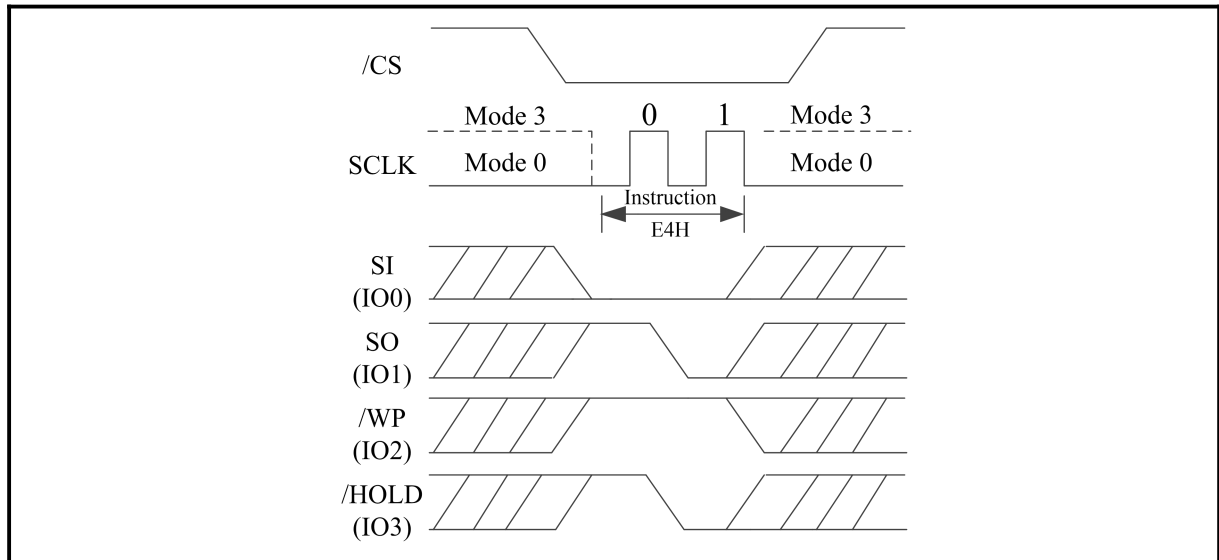 /CS
Mode 3 0 1 Mode 3
SCLK Mode 0 Mode 0
Instruction
E4H
SI
(IO0)
SO
(IO1)
/WP
(IO2)
/HOLD
(IO3)